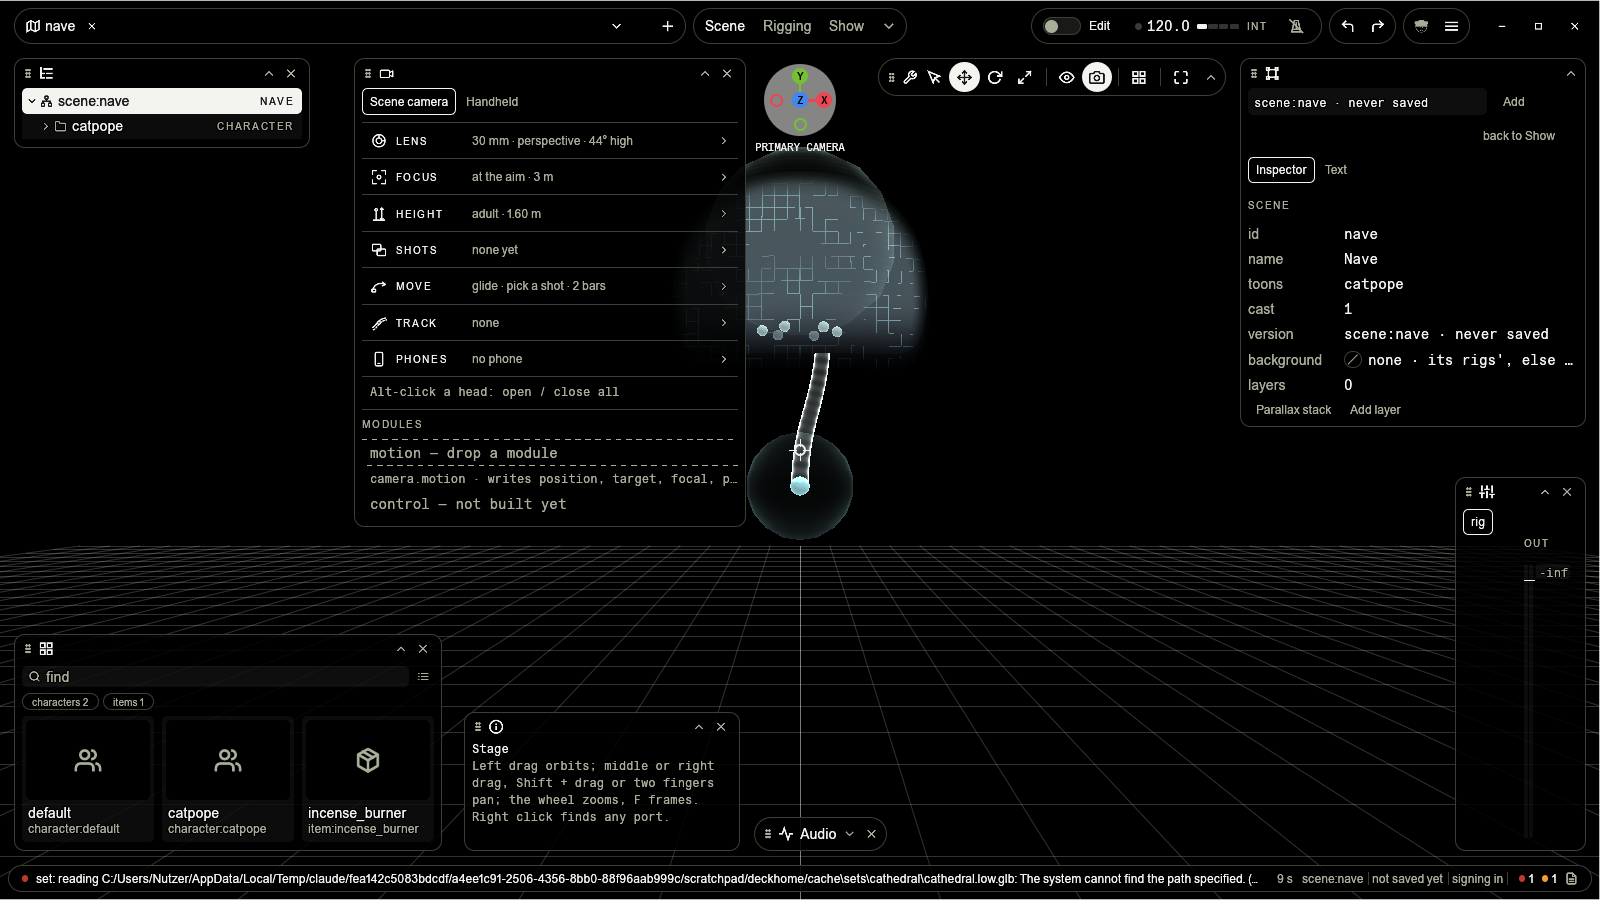 nave
Scene Rigging Show
Edit
120.0 INT
scene:nave NAVE
catpope CHARACTER
Scene camera Handheld
LENS 30 mm · perspective · 44° high
FOCUS at the aim · 3 m
HEIGHT adult · 1.60 m
SHOTS none yet
MOVE glide · pick a shot · 2 bars
TRACK none
PHONES no phone
Alt-click a head: open / close all
MODULES
motion — drop a module
camera.motion · writes position, target, focal, p…
control — not built yet
Y
Z X
PRIMARY CAMERA
scene:nave · never saved Add
back to Show
Inspector Text
SCENE
id nave
name Nave
toons catpope
cast 1
version scene:nave · never saved
background none · its rigs', else …
layers 0
Parallax stack Add layer
rig
OUT
-inf
find
characters 2 items 1
default
character:default
catpope
character:catpope
incense_burner
item:incense_burner
Stage
Left drag orbits; middle or right
drag, Shift + drag or two fingers
pan; the wheel zooms, F frames.
Right click finds any port.
Audio
set: reading C:/Users/Nutzer/AppData/Local/Temp/claude/fea142c5083bdcdf/a4ee1c91-2506-4356-8bb0-88f96aab999c/scratchpad/deckhome/cache\sets\cathedral\cathedral.low.glb: The system cannot find the path specified. (…
9 s scene:nave not saved yet signing in 1 1